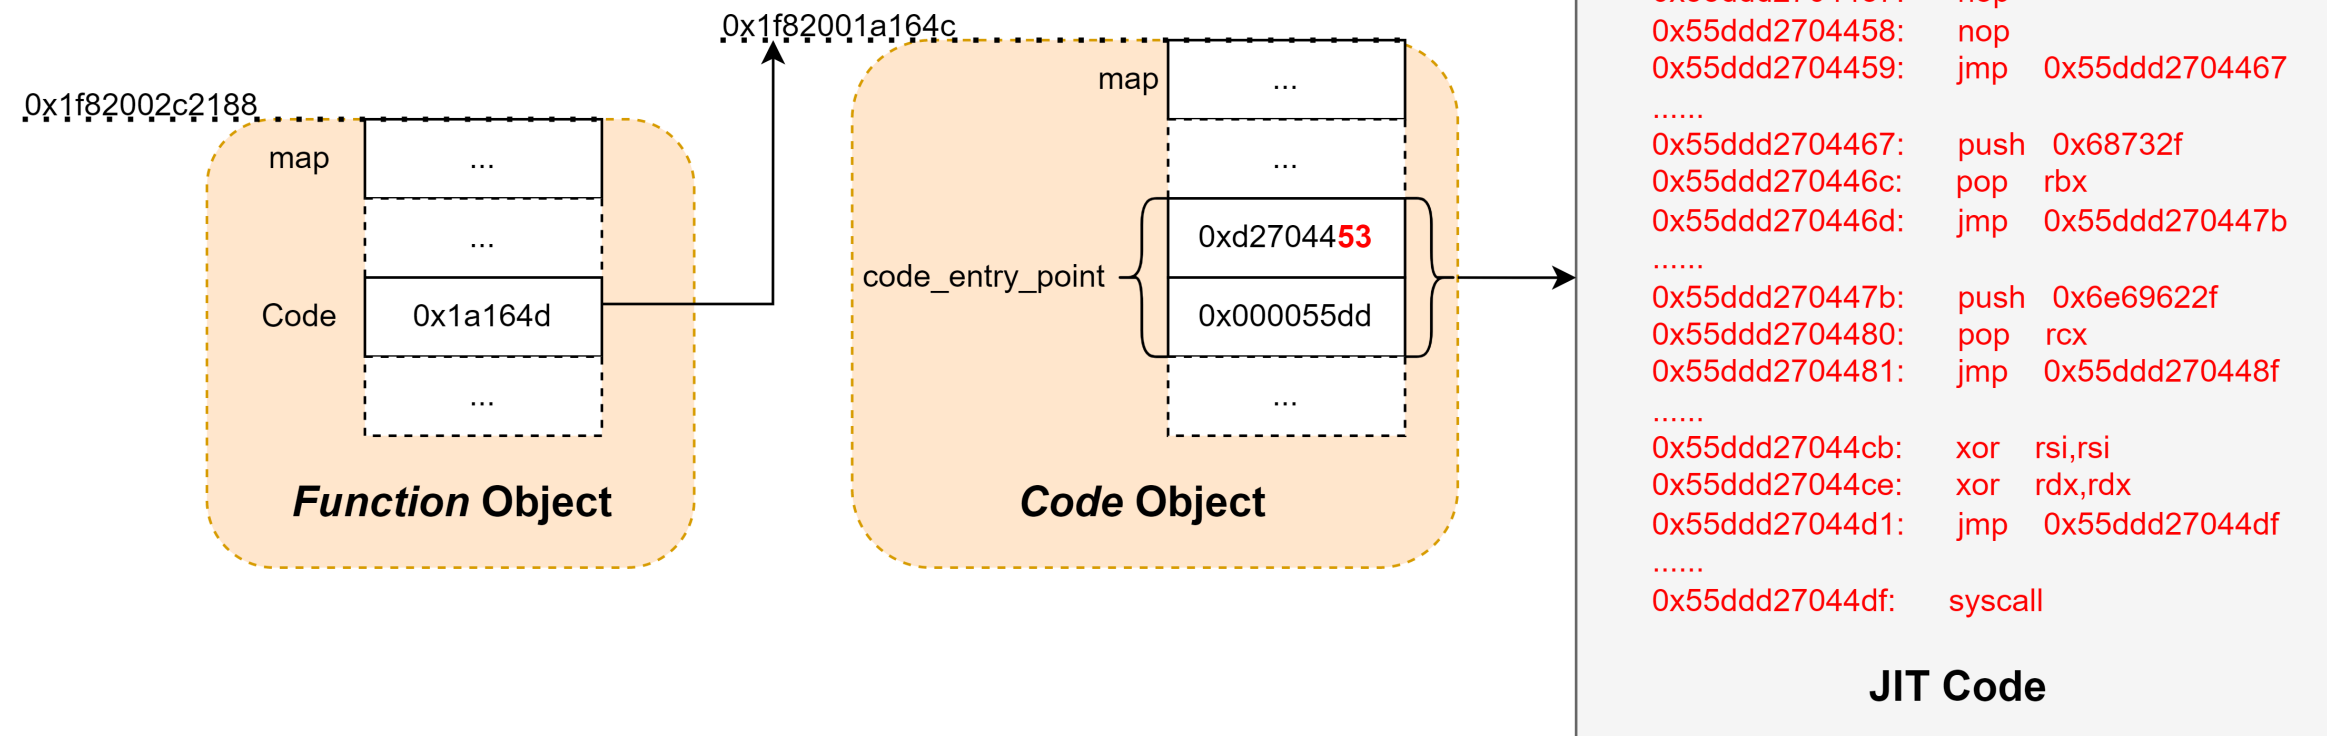 0x1f82002c2188
map
...
...
Code
0x1a164d
...
Function Object
0x1f82001a164c
map
...
...
code_entry_point
0xd2704453
0x000055dd
...
Code Object
0x55ddd2704458: nop
0x55ddd2704459: jmp 0x55ddd2704467
......
0x55ddd2704467: push 0x68732f
0x55ddd270446c: pop rbx
0x55ddd270446d: jmp 0x55ddd270447b
......
0x55ddd270447b: push 0x6e69622f
0x55ddd2704480: pop rcx
0x55ddd2704481: jmp 0x55ddd270448f
......
0x55ddd27044cb: xor rsi,rsi
0x55ddd27044ce: xor rdx,rdx
0x55ddd27044d1: jmp 0x55ddd27044df
......
0x55ddd27044df: syscall
JIT Code